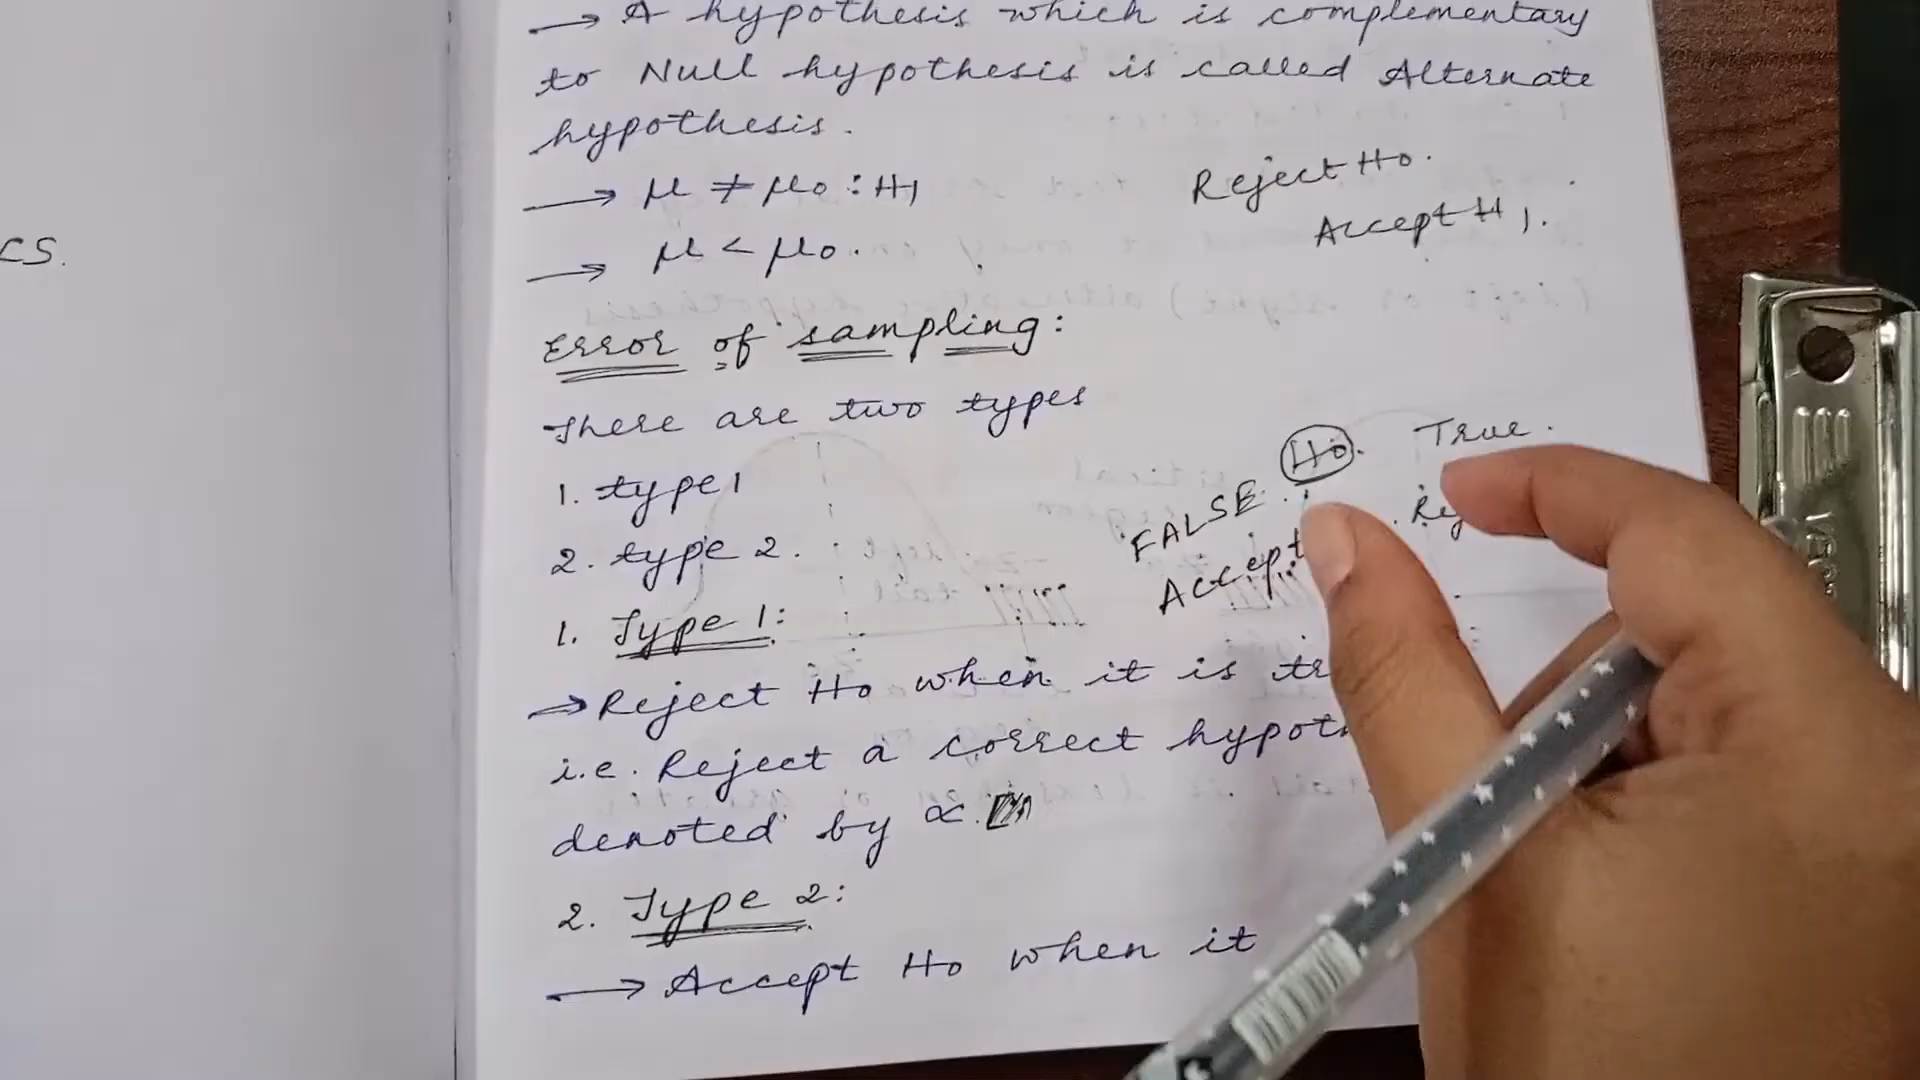 → A hypothesis which is complementary
to Null hypothesis is called Alternate
hypothesis.
→ μ ≠ μ0 : H1
Reject H0.
Accept H1.
→ μ < μ0.
CS.
Error of sampling:
There are two types
H0. True.
1. type 1
FALSE.
2. type 2.
Accept
1. Type 1:
→ Reject H0 when it is
i.e. Reject a correct
denoted by α.
2. Type 2:
→ Accept H0 when it